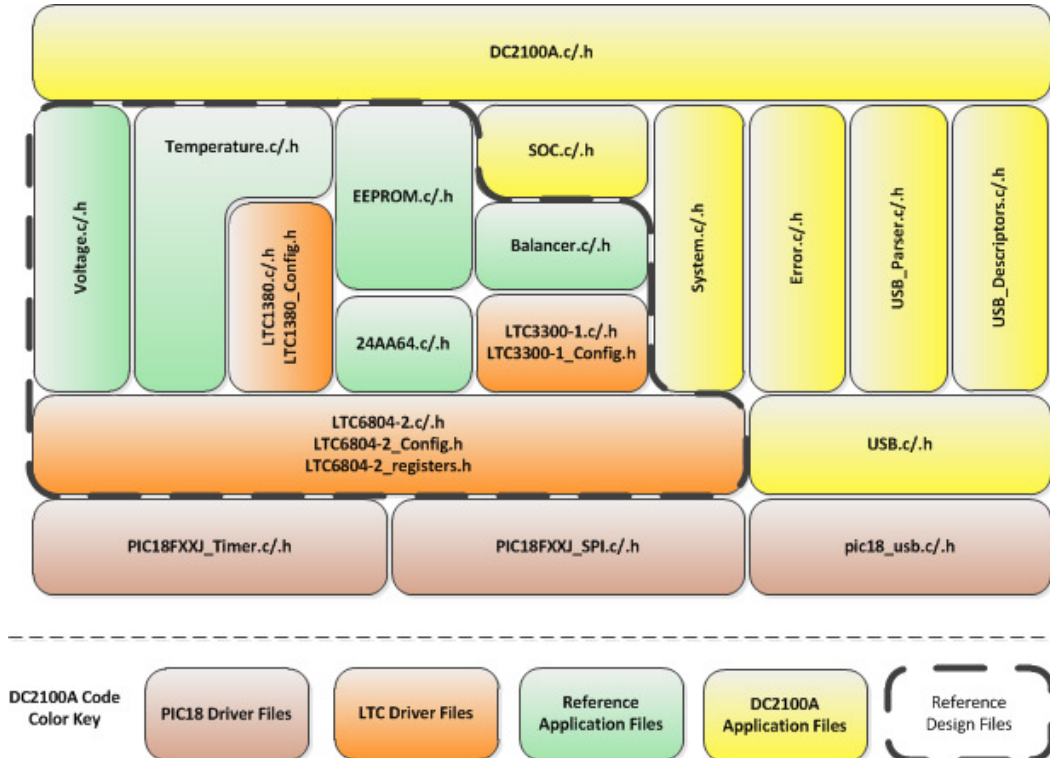 DC2100A.c/.h
Voltage.c/.h
Temperature.c/.h
LTC1380.c/.h
LTC1380_Config.h
EEPROM.c/.h
24AA64.c/.h
SOC.c/.h
Balancer.c/.h
LTC3300-1.c/.h
LTC3300-1_Config.h
System.c/.h
Error.c/.h
USB_Parser.c/.h
USB_Descriptors.c/.h
LTC6804-2.c/.h
LTC6804-2_Config.h
LTC6804-2_registers.h
USB.c/.h
PIC18FXXJ_Timer.c/.h
PIC18FXXJ_SPI.c/.h
pic18_usb.c/.h
DC2100A Code
Color Key
PIC18 Driver Files
LTC Driver Files
Reference
Application Files
DC2100A
Application Files
Reference
Design Files